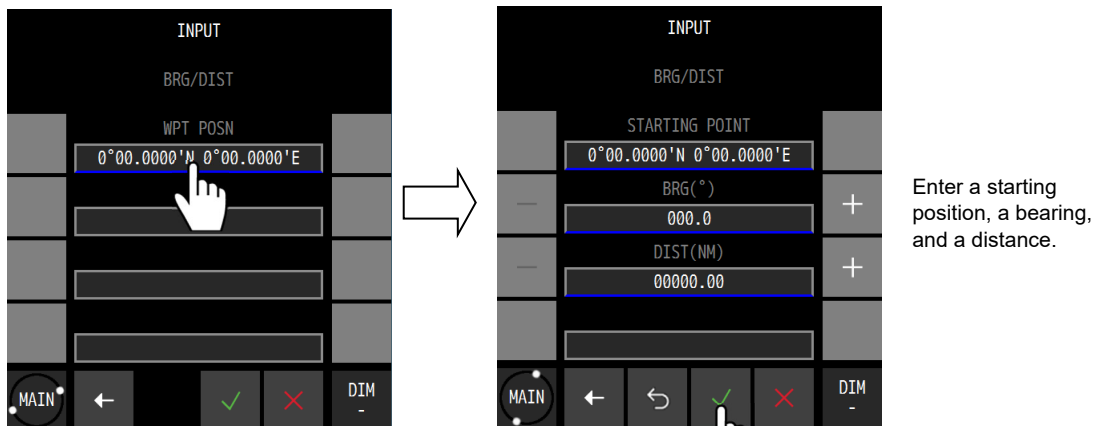 INPUT
BRG/DIST
WPT POSN
0°00.0000'N 0°00.0000'E
MAIN
DIM
-
INPUT
BRG/DIST
STARTING POINT
0°00.0000'N 0°00.0000'E
BRG(°)
— 000.0 +
DIST(NM)
— 00000.00 +
MAIN
DIM
-
Enter a starting
position, a bearing,
and a distance.